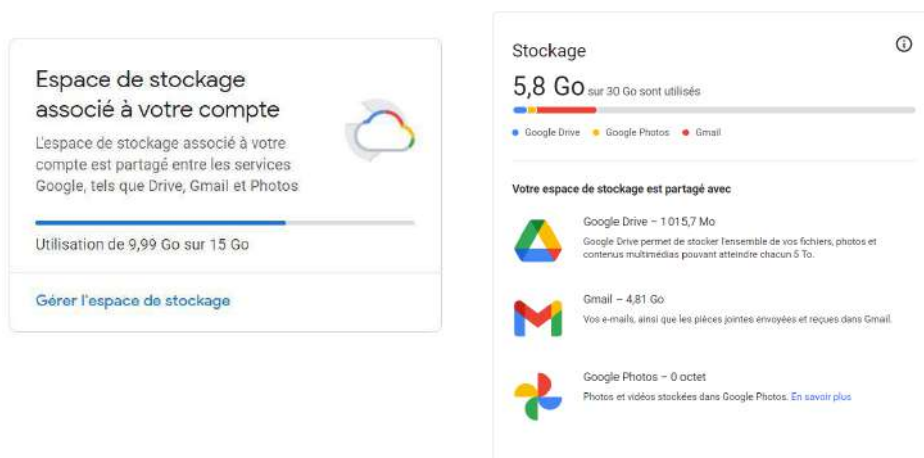 Espace de stockage
associé à votre compte
L'espace de stockage associé à votre
compte est partagé entre les services
Google, tels que Drive, Gmail et Photos
Utilisation de 9,99 Go sur 15 Go
Gérer l'espace de stockage
Stockage
5,8 Go sur 30 Go sont utilisés
Google Drive Google Photos Gmail
Votre espace de stockage est partagé avec
Google Drive – 1 015,7 Mo
Google Drive permet de stocker l'ensemble de vos fichiers, photos et
contenus multimédias pouvant atteindre chacun 5 To.
Gmail – 4,81 Go
Vos e-mails, ainsi que les pièces jointes envoyées et reçues dans Gmail.
Google Photos – 0 octet
Photos et vidéos stockées dans Google Photos. En savoir plus